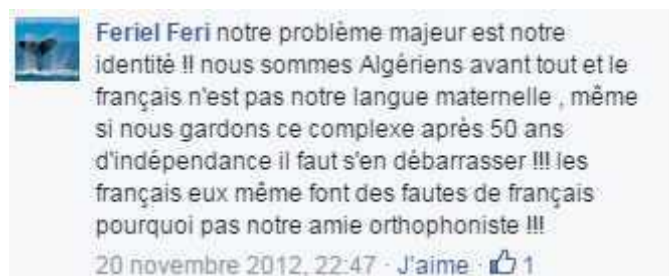 Feriel Feri notre problème majeur est notre
identité !! nous sommes Algériens avant tout et le
français n'est pas notre langue maternelle , même
si nous gardons ce complexe après 50 ans
d'indépendance il faut s'en débarrasser !!! les
français eux même font des fautes de français
pourquoi pas notre amie orthophoniste !!!
20 novembre 2012, 22:47 · J'aime · 1